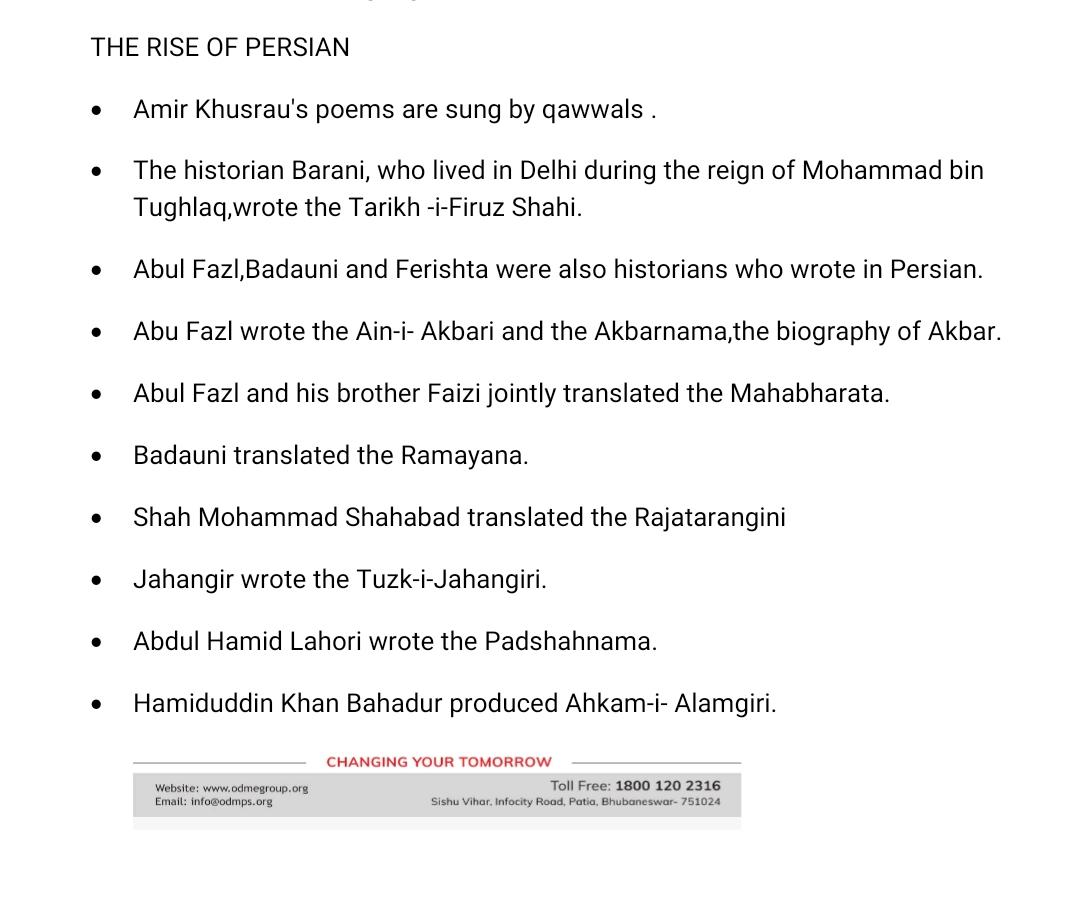 THE RISE OF PERSIAN
• Amir Khusrau's poems are sung by qawwals .
• The historian Barani, who lived in Delhi during the reign of Mohammad bin
Tughlaq,wrote the Tarikh -i-Firuz Shahi.
• Abul Fazl,Badauni and Ferishta were also historians who wrote in Persian.
• Abu Fazl wrote the Ain-i- Akbari and the Akbarnama,the biography of Akbar.
• Abul Fazl and his brother Faizi jointly translated the Mahabharata.
• Badauni translated the Ramayana.
• Shah Mohammad Shahabad translated the Rajatarangini
• Jahangir wrote the Tuzk-i-Jahangiri.
• Abdul Hamid Lahori wrote the Padshahnama.
• Hamiduddin Khan Bahadur produced Ahkam-i- Alamgiri.
CHANGING YOUR TOMORROW
Website: www.odmegroup.org Toll Free: 1800 120 2316
Email: info@odmps.org Sishu Vihar, Infocity Road, Patia, Bhubaneswar- 751024